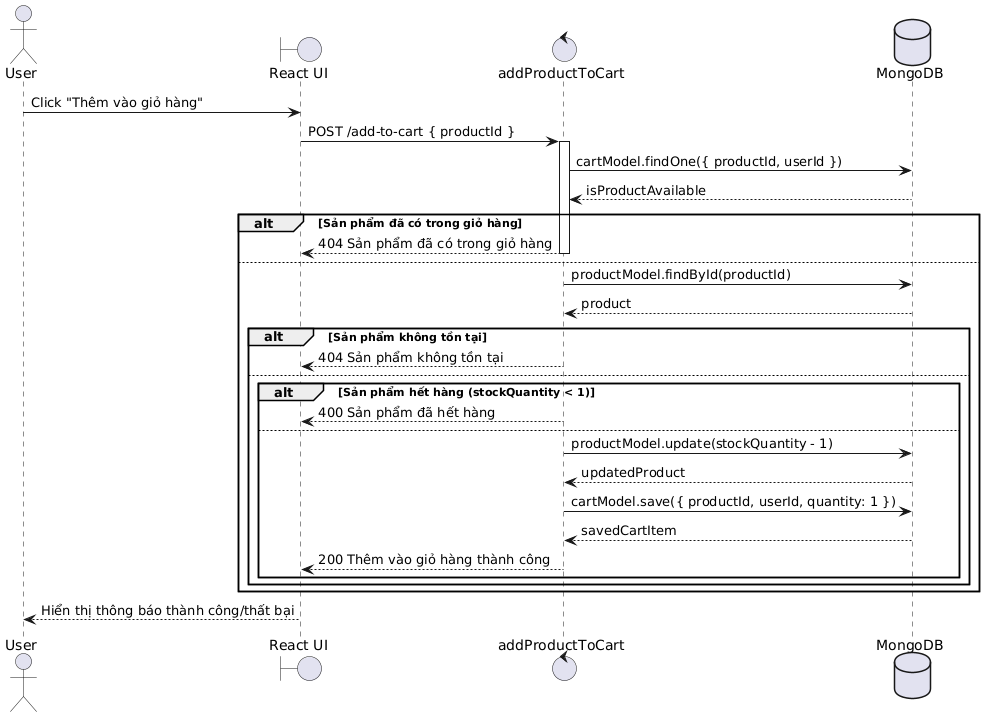 User
React UI
addProductToCart
MongoDB
Click "Thêm vào giỏ hàng"
POST /add-to-cart { productId }
cartModel.findOne({ productId, userId })
isProductAvailable
alt [Sản phẩm đã có trong giỏ hàng]
404 Sản phẩm đã có trong giỏ hàng
productModel.findById(productId)
product
alt [Sản phẩm không tồn tại]
404 Sản phẩm không tồn tại
alt [Sản phẩm hết hàng (stockQuantity < 1)]
400 Sản phẩm đã hết hàng
productModel.update(stockQuantity - 1)
updatedProduct
cartModel.save({ productId, userId, quantity: 1 })
savedCartItem
200 Thêm vào giỏ hàng thành công
Hiển thị thông báo thành công/thất bại
User
React UI
addProductToCart
MongoDB